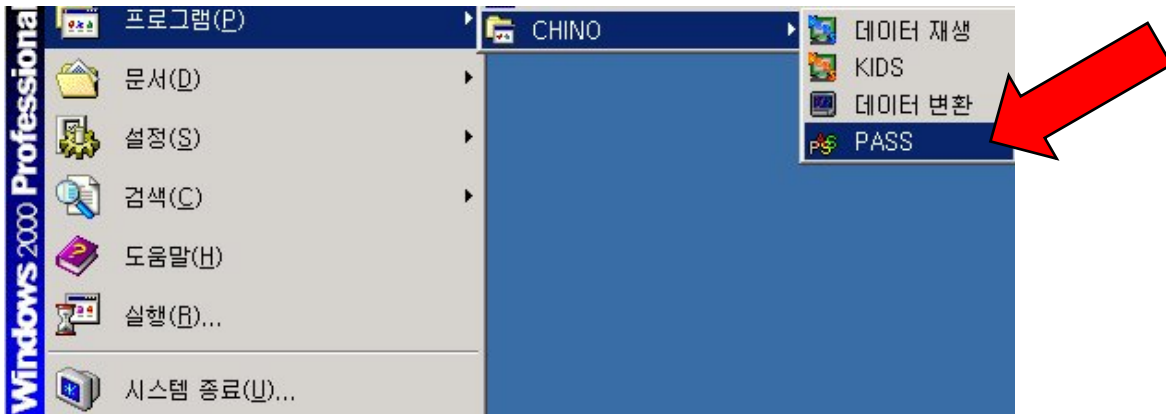 Windows 2000 Professional
프로그램(P)
문서(D)
설정(S)
검색(C)
도움말(H)
실행(R)...
시스템 종료(U)...
CHINO
데이터 재생
KIDS
데이터 변환
PASS